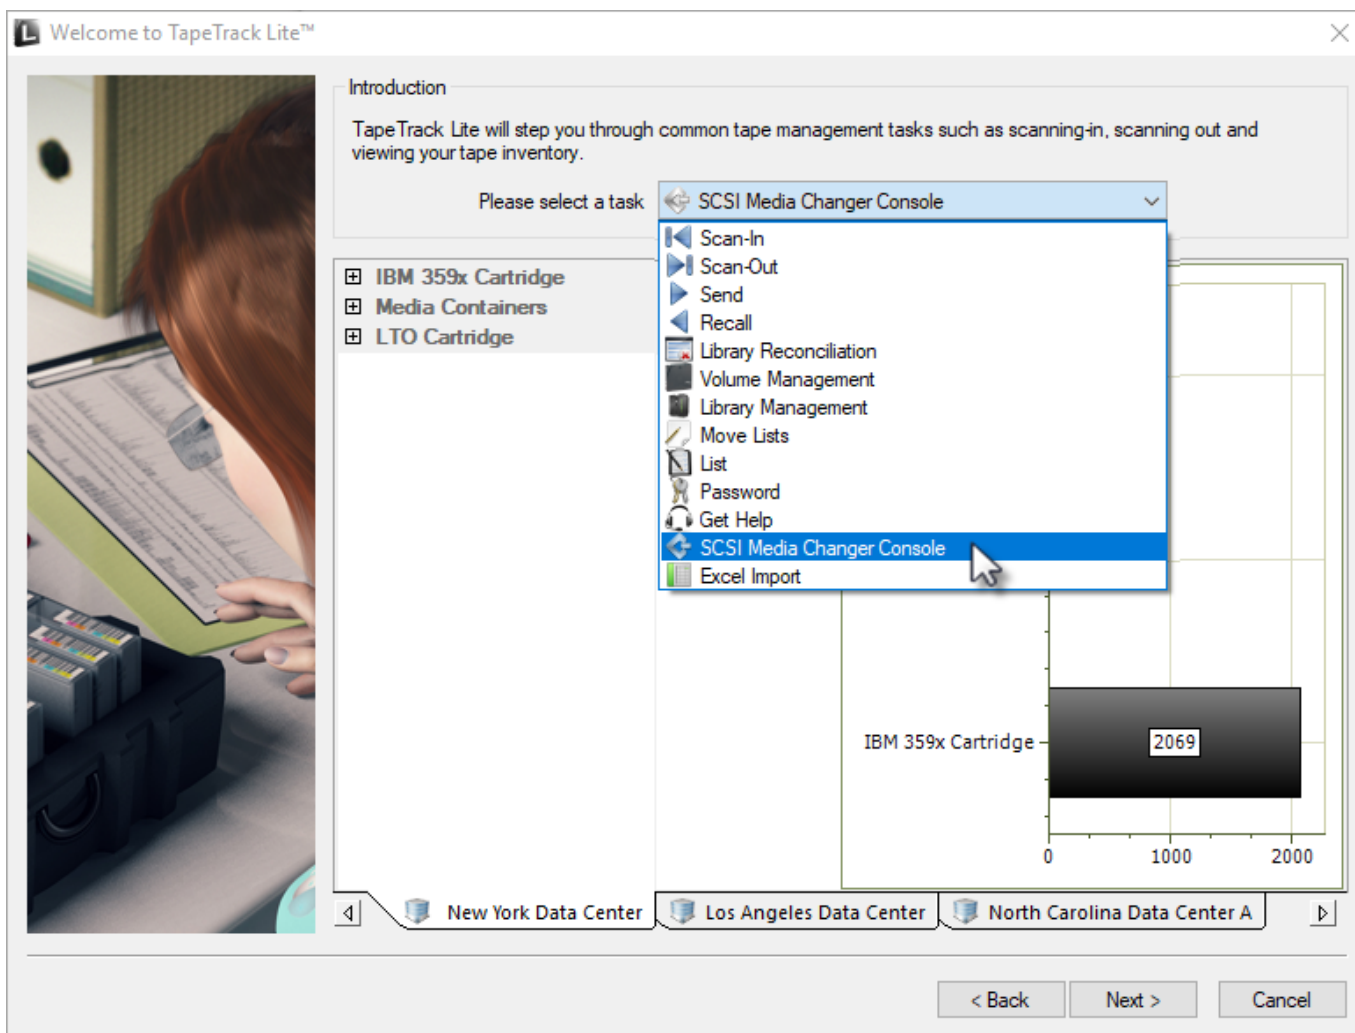 Welcome to TapeTrack Lite™
Introduction
TapeTrack Lite will step you through common tape management tasks such as scanning-in, scanning out and
viewing your tape inventory.
Please select a task
SCSI Media Changer Console
Scan-In
Scan-Out
Send
Recall
Library Reconciliation
Volume Management
Library Management
Move Lists
List
Password
Get Help
SCSI Media Changer Console
Excel Import
IBM 359x Cartridge
Media Containers
LTO Cartridge
IBM 359x Cartridge
2069
0 1000 2000
New York Data Center
Los Angeles Data Center
North Carolina Data Center A
< Back
Next >
Cancel